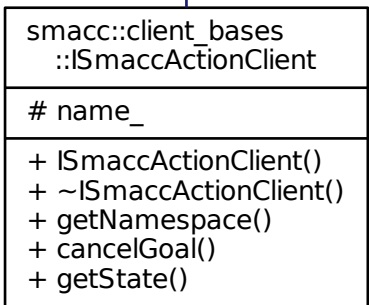 smacc::client_bases
::ISmaccActionClient
# name_
+ ISmaccActionClient()
+ ~ISmaccActionClient()
+ getNamespace()
+ cancelGoal()
+ getState()